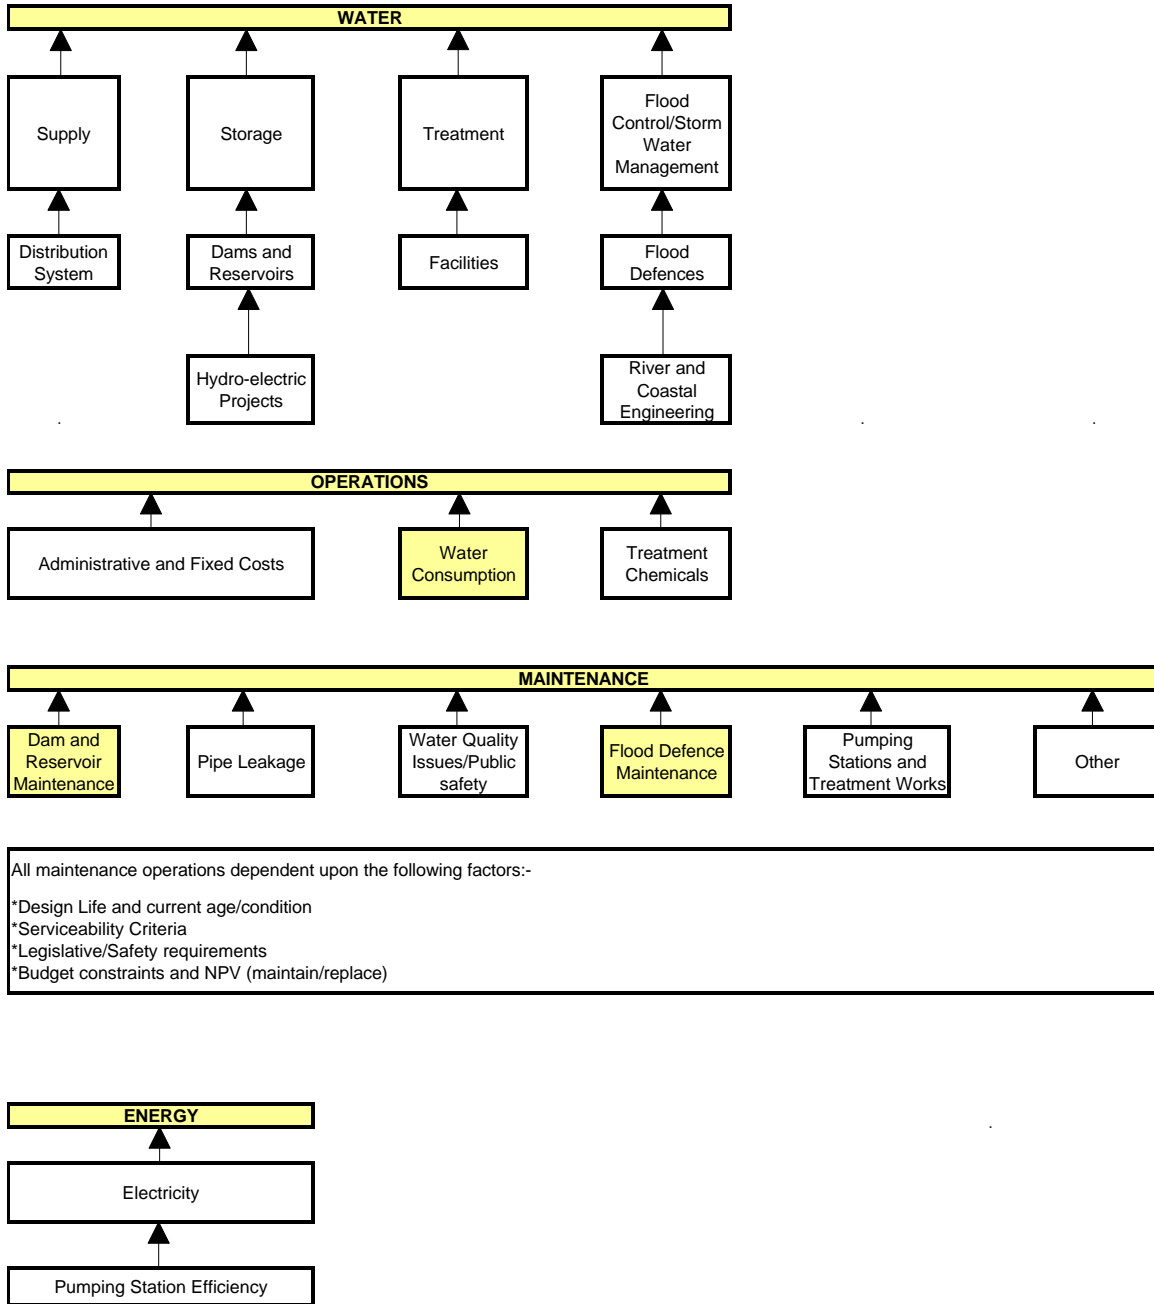 WATER
Supply
Storage
Treatment
Flood
Control/Storm
Water
Management
Distribution
System
Dams and
Reservoirs
Facilities
Flood
Defences
Hydro-electric
Projects
River and
Coastal
Engineering
OPERATIONS
Administrative and Fixed Costs
Water
Consumption
Treatment
Chemicals
MAINTENANCE
Dam and
Reservoir
Maintenance
Pipe Leakage
Water Quality
Issues/Public
safety
Flood Defence
Maintenance
Pumping
Stations and
Treatment Works
Other
All maintenance operations dependent upon the following factors:-
*Design Life and current age/condition
*Serviceability Criteria
*Legislative/Safety requirements
*Budget constraints and NPV (maintain/replace)
ENERGY
Electricity
Pumping Station Efficiency